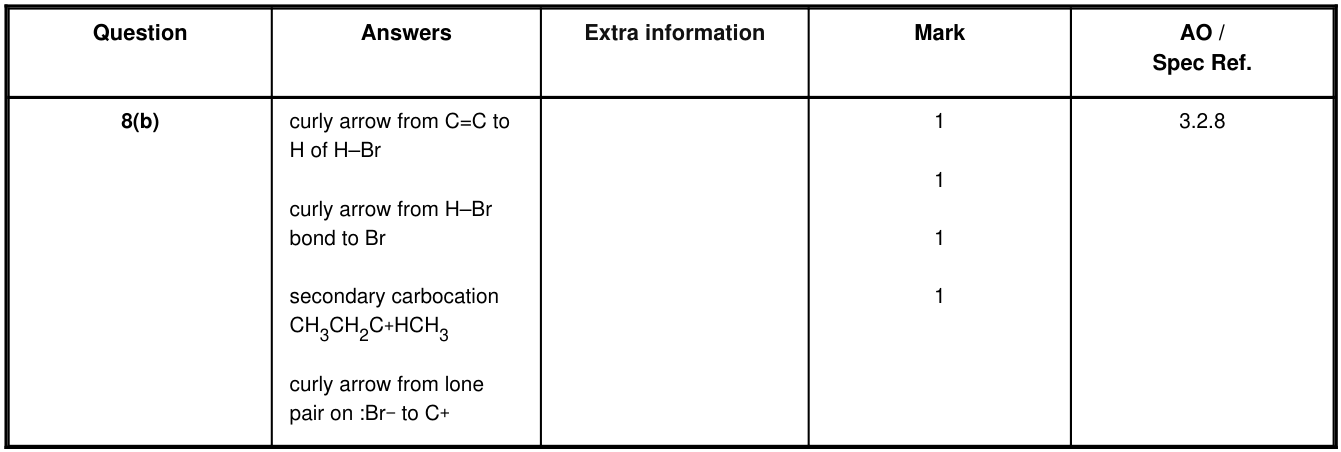 Question Answers Extra information Mark AO /
Spec Ref.
8(b) curly arrow from C=C to 1 3.2.8
H of H–Br
1
curly arrow from H–Br
bond to Br 1
secondary carbocation 1
CH₃CH₂C+HCH₃
curly arrow from lone
pair on :Br– to C+